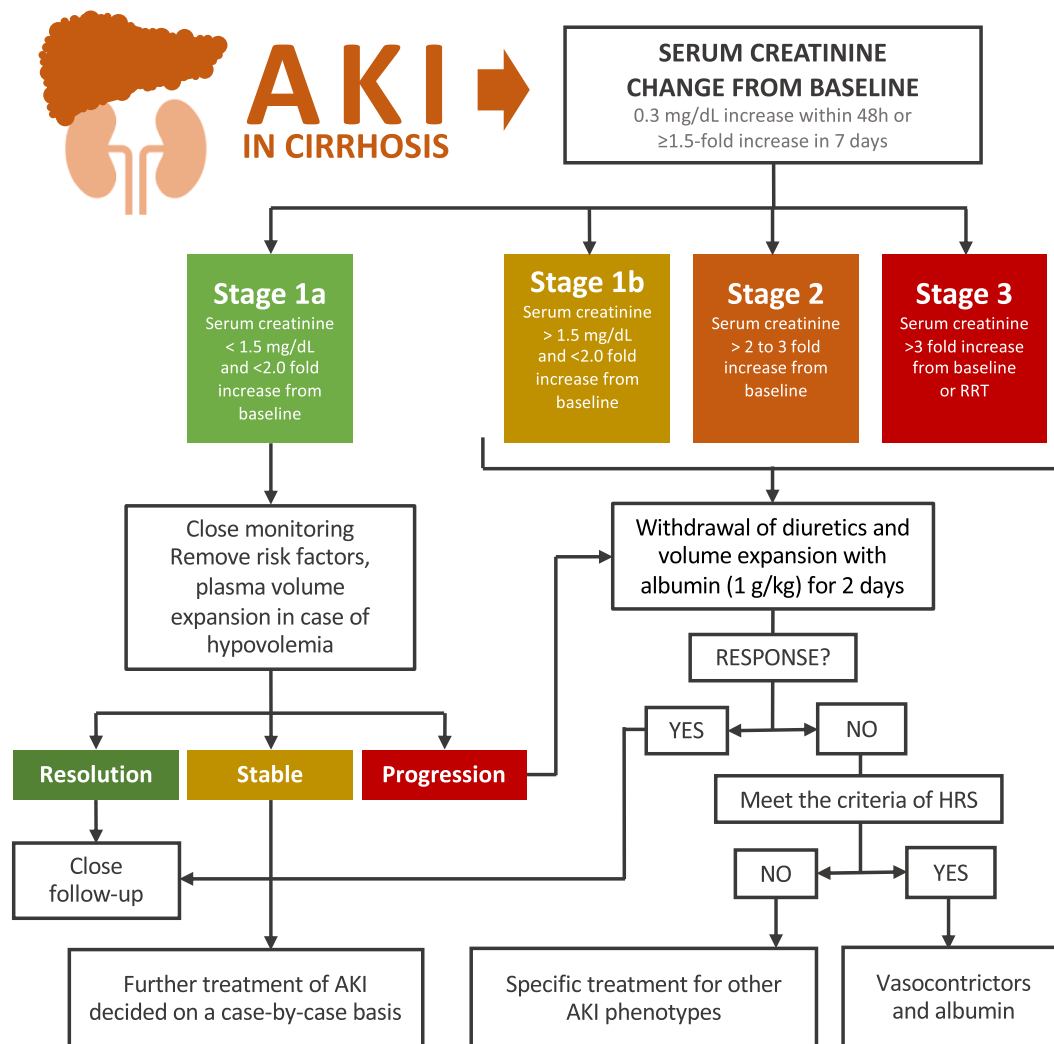 AKI
IN CIRRHOSIS
SERUM CREATININE
CHANGE FROM BASELINE
0.3 mg/dL increase within 48h or
≥1.5-fold increase in 7 days
Stage 1a
Serum creatinine
< 1.5 mg/dL
and <2.0 fold
increase from
baseline
Stage 1b
Serum creatinine
> 1.5 mg/dL
and <2.0 fold
increase from
baseline
Stage 2
Serum creatinine
> 2 to 3 fold
increase from
baseline
Stage 3
Serum creatinine
>3 fold increase
from baseline
or RRT
Close monitoring
Remove risk factors,
plasma volume
expansion in case of
hypovolemia
Withdrawal of diuretics and
volume expansion with
albumin (1 g/kg) for 2 days
RESPONSE?
YES
NO
Resolution
Stable
Progression
Meet the criteria of HRS
Close
follow-up
NO
YES
Further treatment of AKI
decided on a case-by-case basis
Specific treatment for other
AKI phenotypes
Vasocontrictors
and albumin